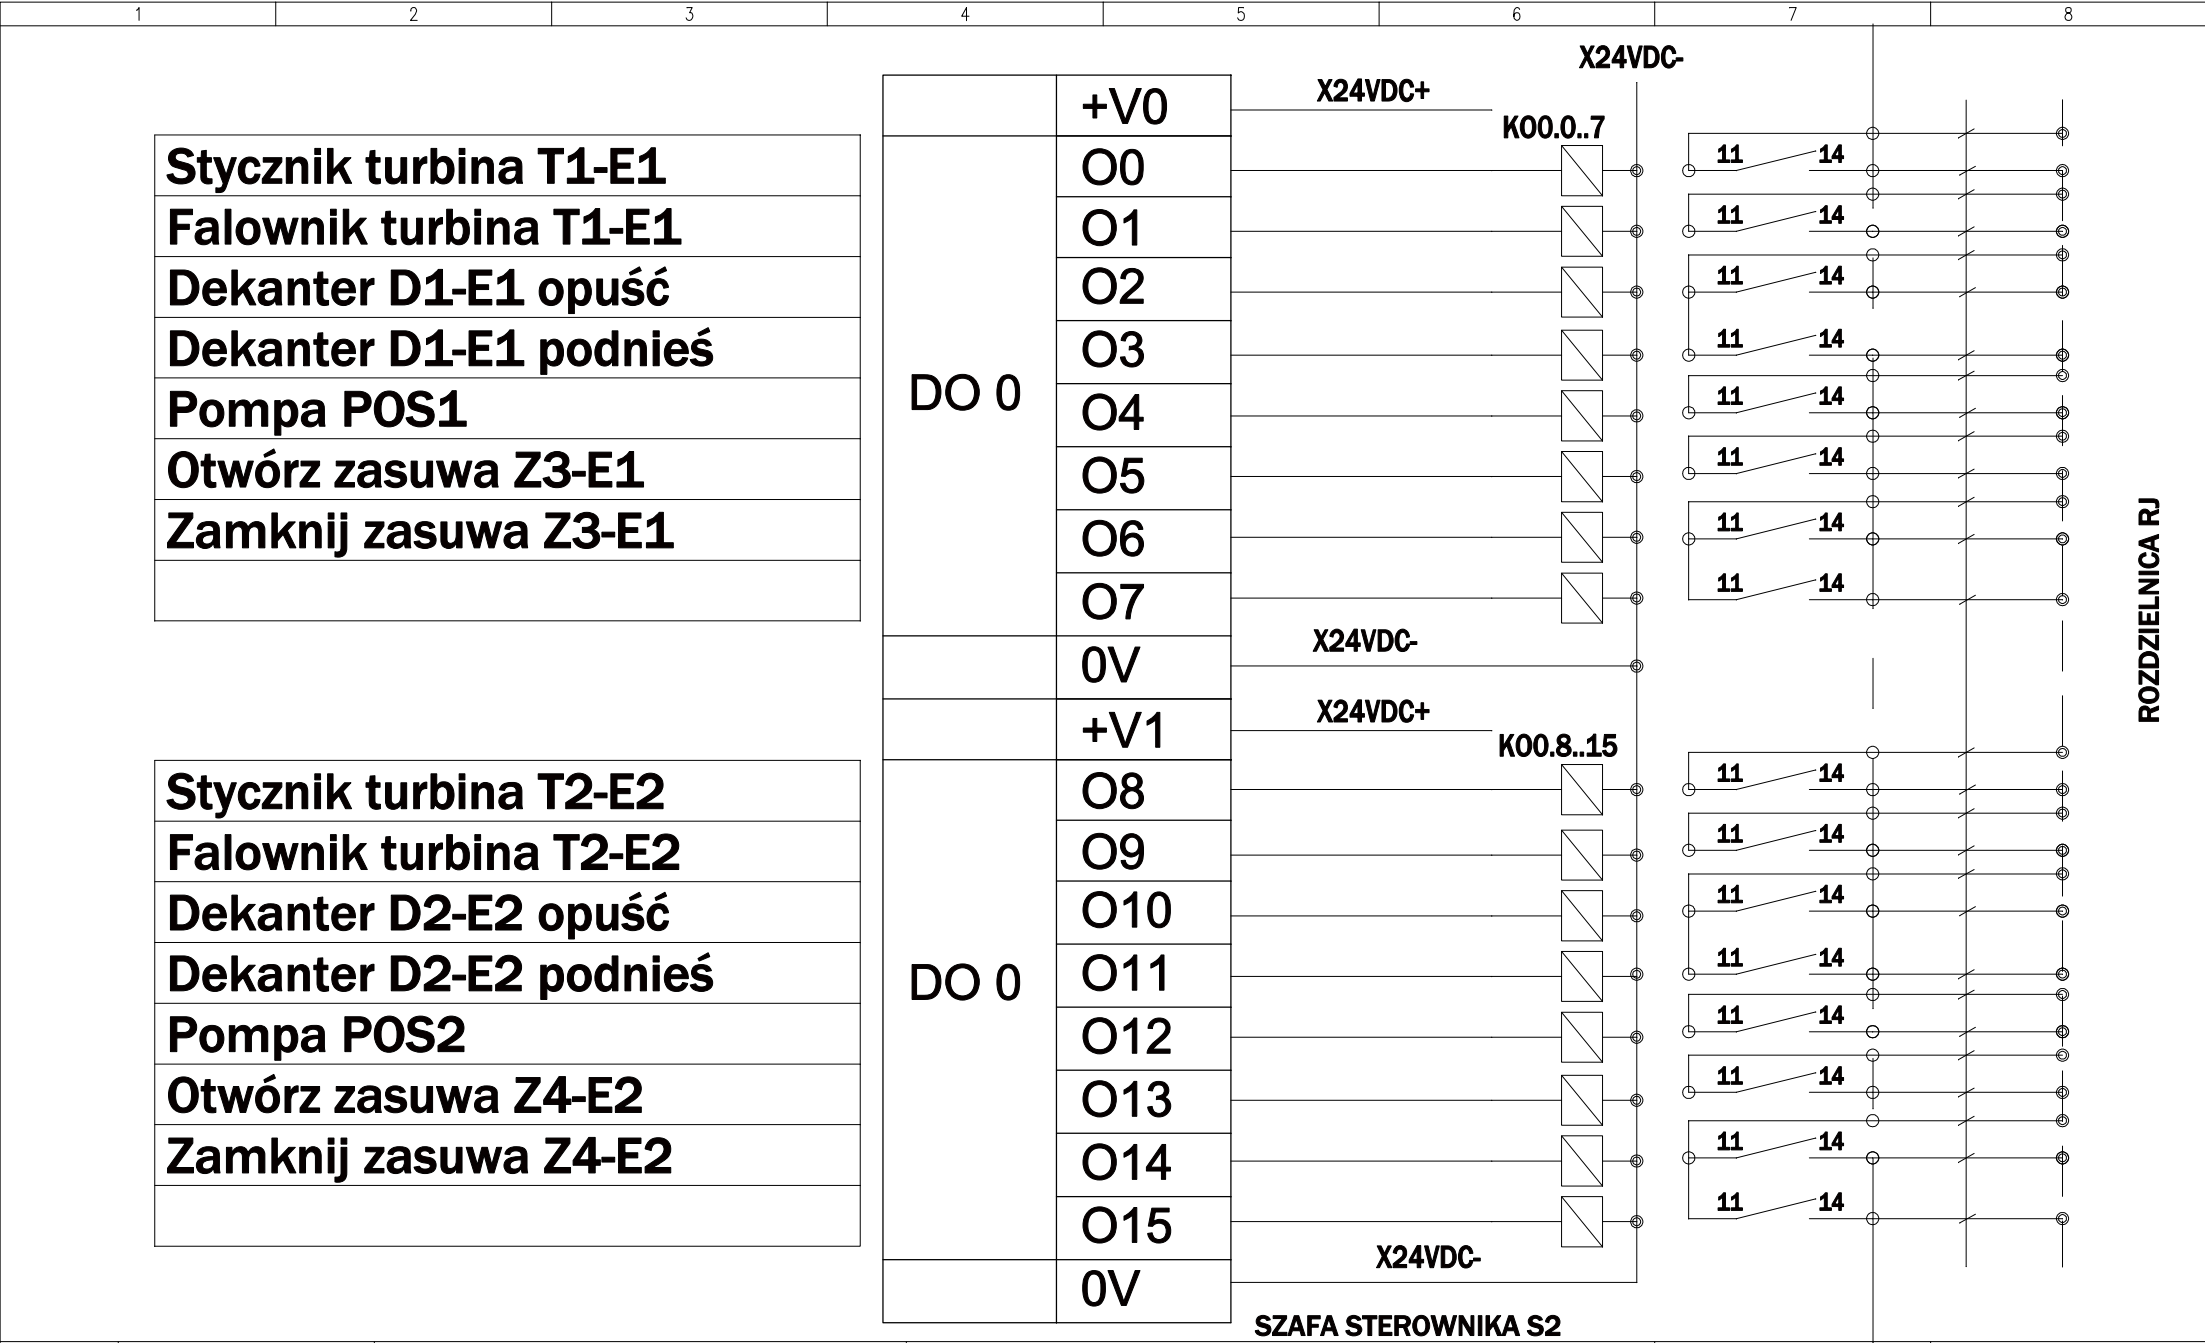 1 2 3 4 5 6 7 8
X24VDC-
+V0 X24VDC+
K00.0..7
Stycznik turbina T1-E1 O0 11 14
Falownik turbina T1-E1 O1 11 14
Dekanter D1-E1 opuść O2 11 14
Dekanter D1-E1 podnieś O3 11 14
DO 0
Pompa POS1 O4 11 14
Otwórz zasuwa Z3-E1 O5 11 14
Zamknij zasuwa Z3-E1 O6 11 14
O7 11 14
0V X24VDC-
ROZDZIELNICA RJ
+V1 X24VDC+
K00.8..15
Stycznik turbina T2-E2 O8 11 14
Falownik turbina T2-E2 O9 11 14
Dekanter D2-E2 opuść O10 11 14
Dekanter D2-E2 podnieś O11 11 14
DO 0
Pompa POS2 O12 11 14
Otwórz zasuwa Z4-E2 O13 11 14
Zamknij zasuwa Z4-E2 O14 11 14
O15 11 14
0V X24VDC-
SZAFA STEROWNIKA S2